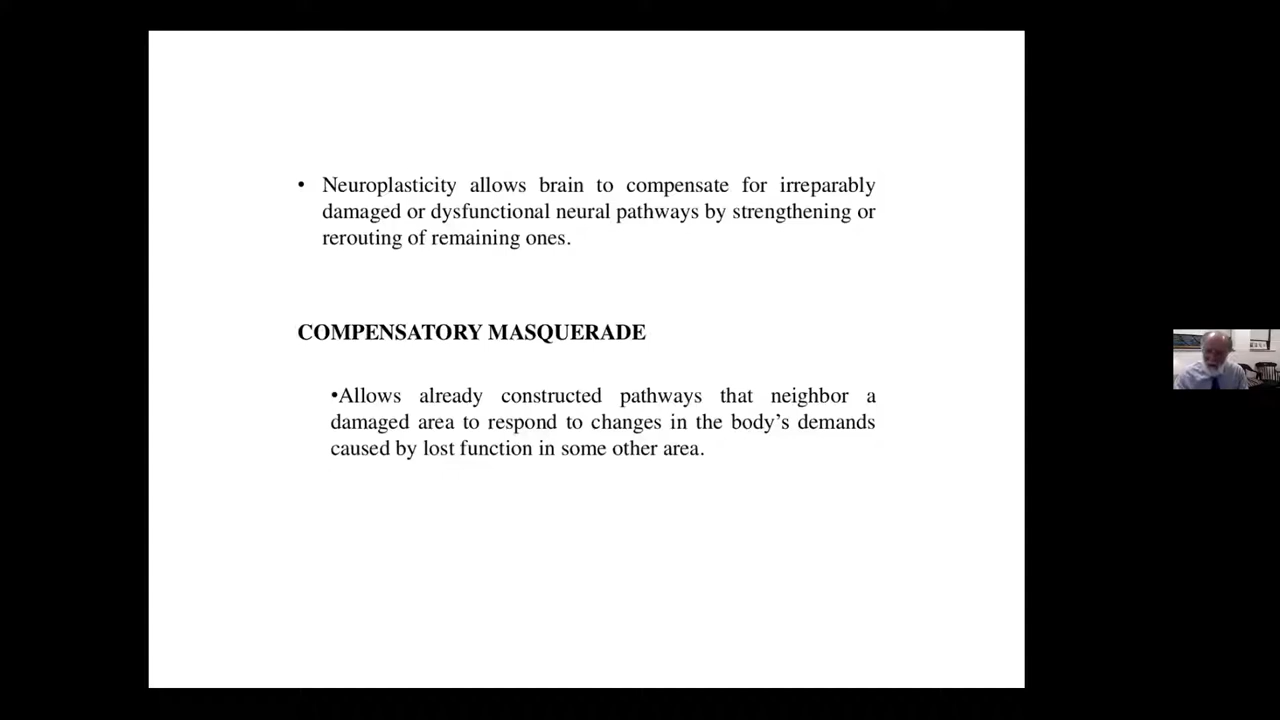 • Neuroplasticity allows brain to compensate for irreparably
damaged or dysfunctional neural pathways by strengthening or
rerouting of remaining ones.
COMPENSATORY MASQUERADE
•Allows already constructed pathways that neighbor a
damaged area to respond to changes in the body's demands
caused by lost function in some other area.